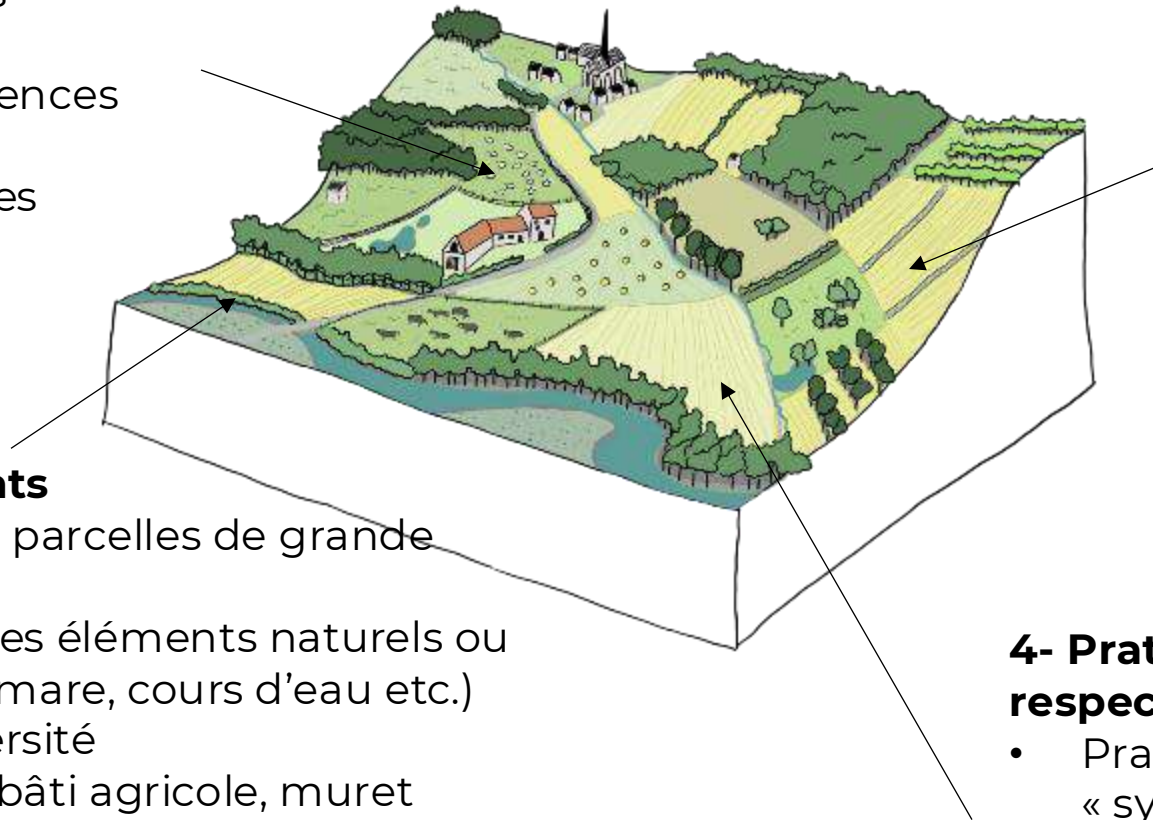 ences
es
ts
parcelles de grande
es éléments naturels ou
mare, cours d'eau etc.)
ersité
bâti agricole, muret
4- Prat
respec
• Pra
« sy